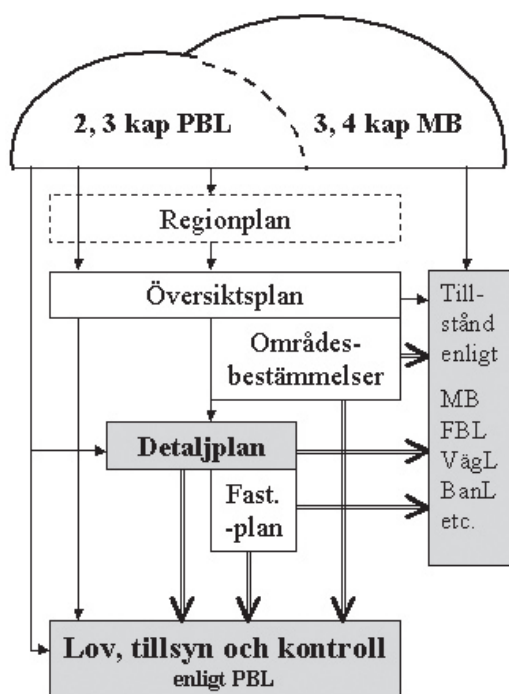 2, 3 kap PBL
3, 4 kap MB
Regionplan
Översiktsplan
Områdes-
bestämmelser
Detaljplan
Fast.
-plan
Till-
stånd
enligt
MB
FBL
VägL
BanL
etc.
Lov, tillsyn och kontroll
enligt PBL